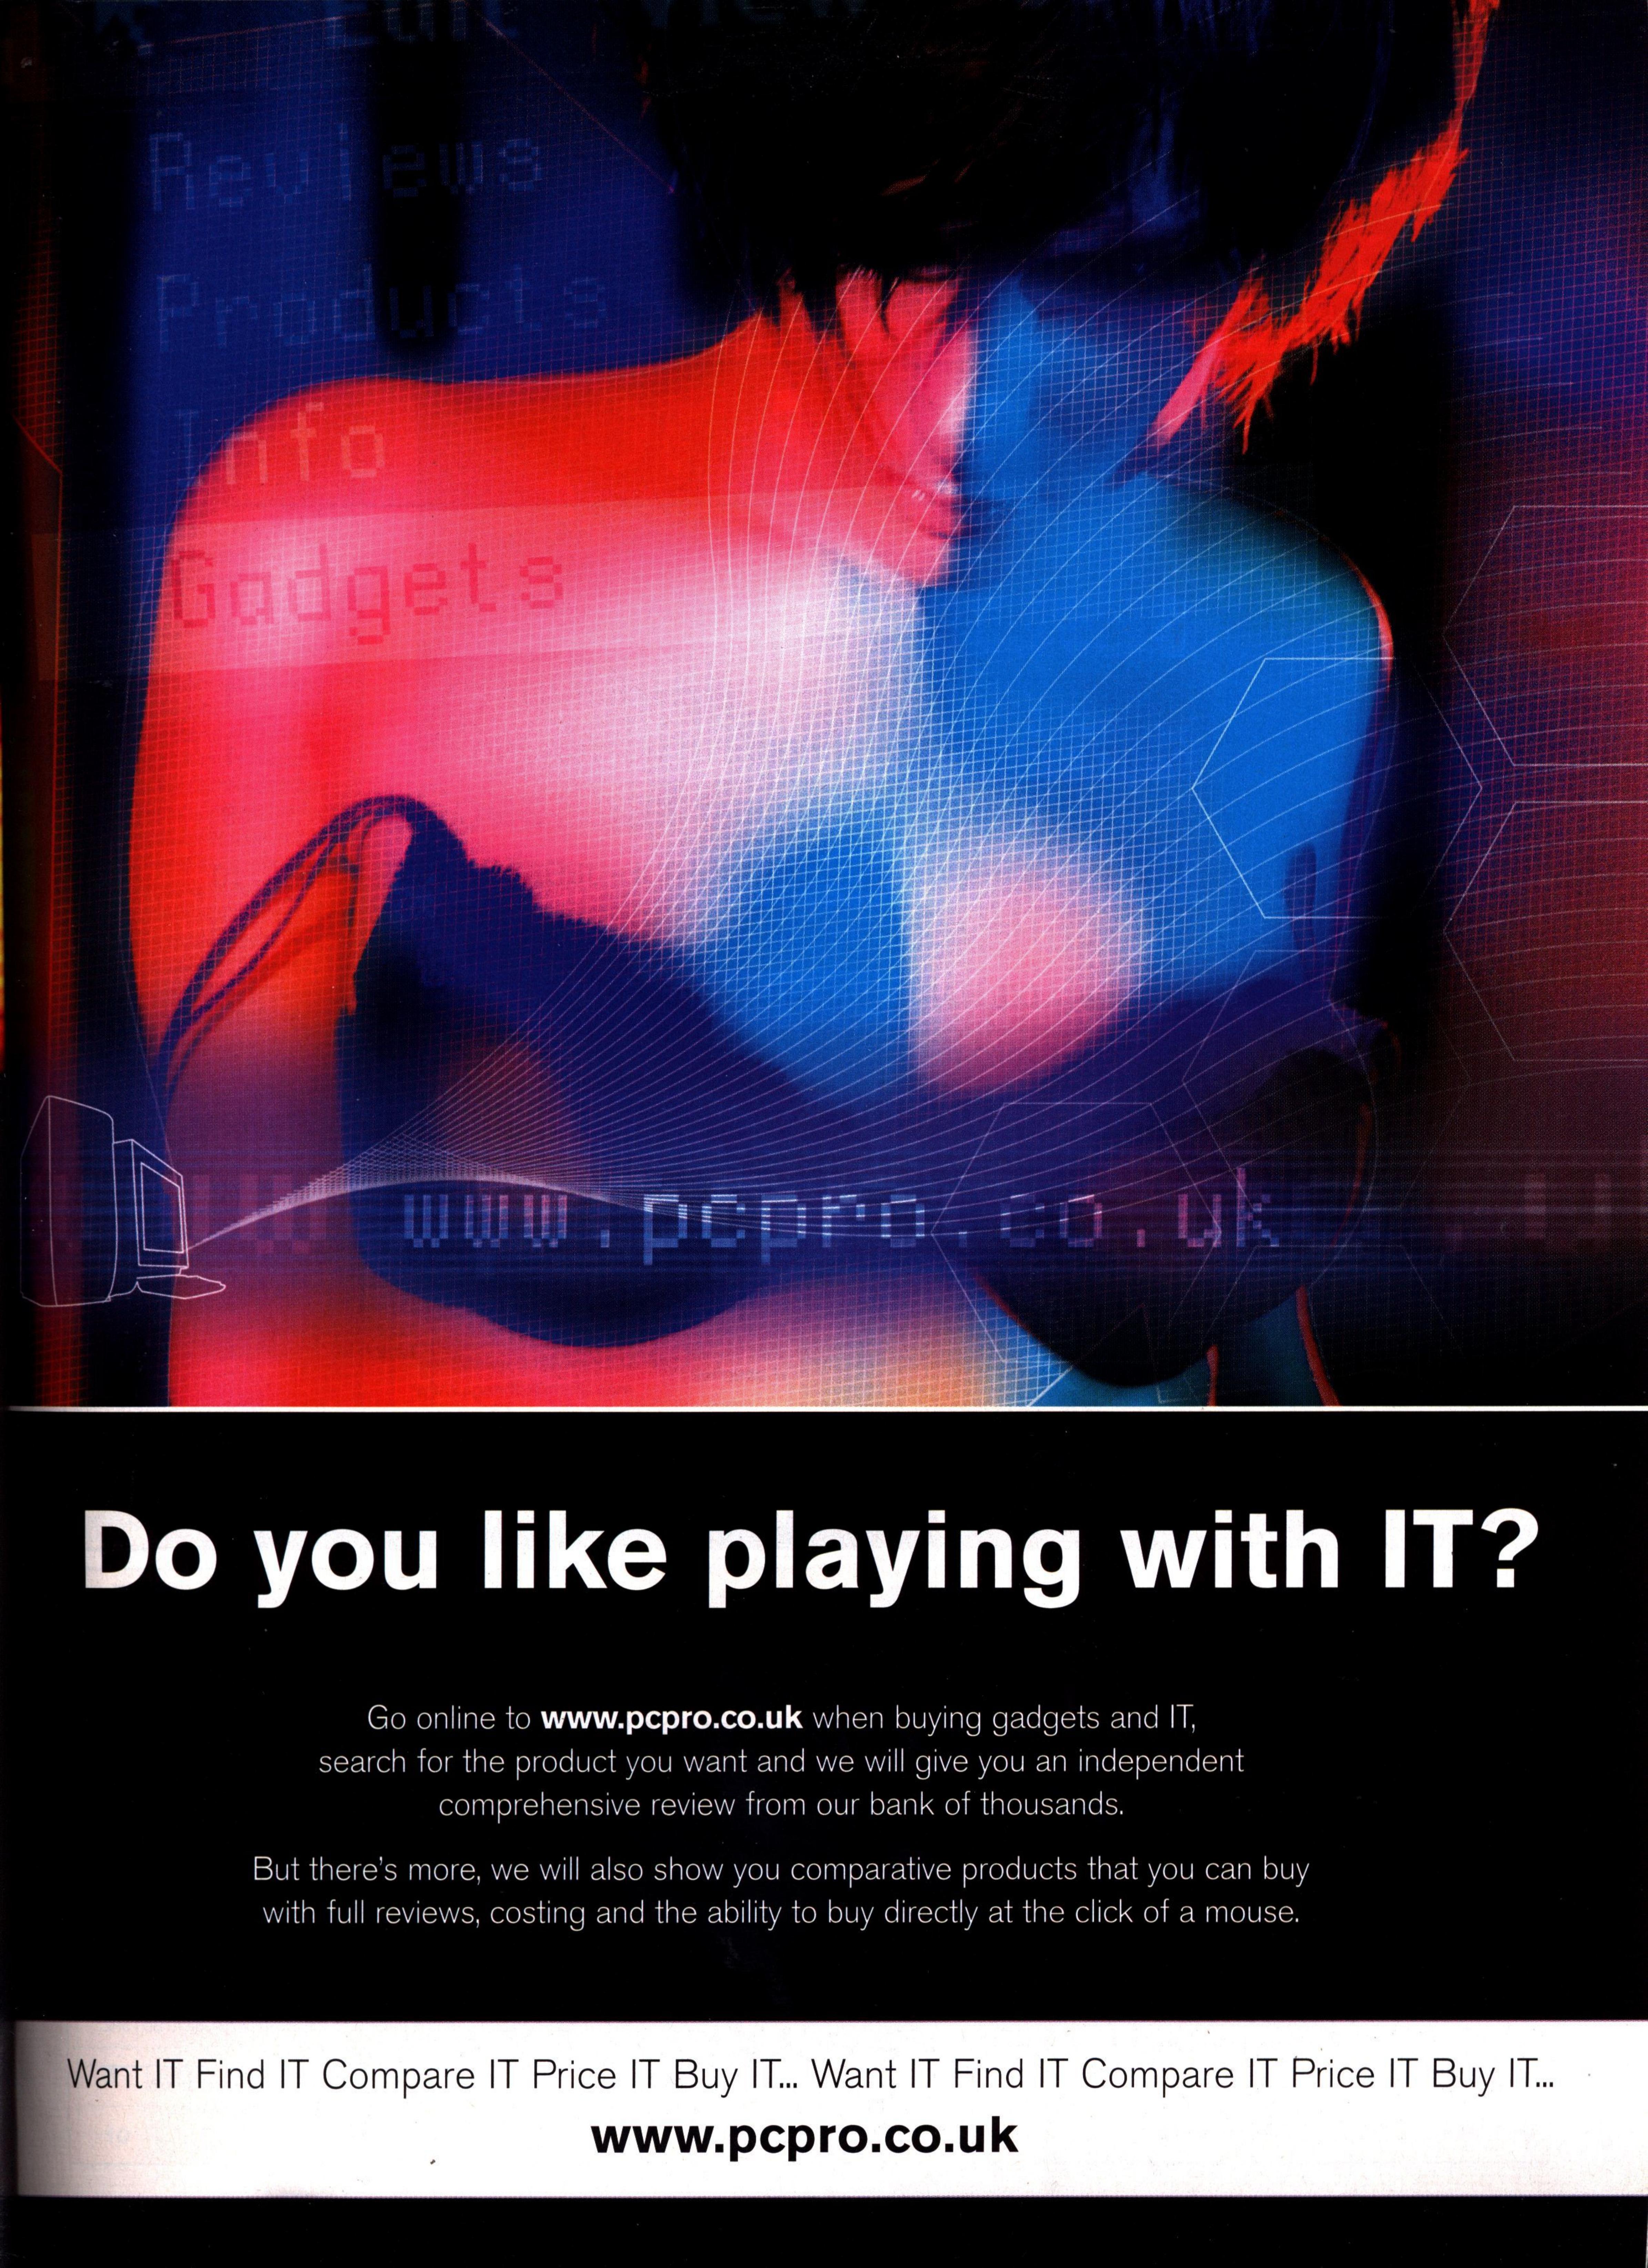 Edit View
Reviews
Products
Info
Gadgets
www.pcpro.co.uk
Do you like playing with IT?
Go online to www.pcpro.co.uk when buying gadgets and IT,
search for the product you want and we will give you an independent
comprehensive review from our bank of thousands.
But there's more, we will also show you comparative products that you can buy
with full reviews, costing and the ability to buy directly at the click of a mouse.
Want IT Find IT Compare IT Price IT Buy IT... Want IT Find IT Compare IT Price IT Buy IT...
www.pcpro.co.uk